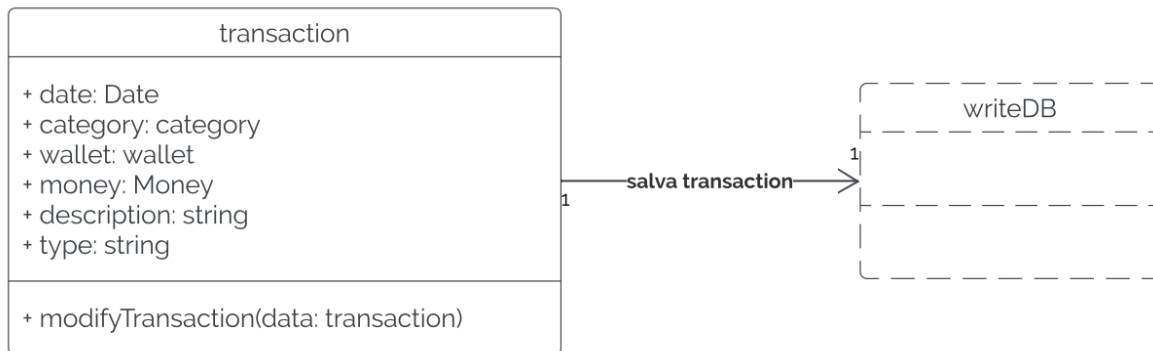 transaction
+ date: Date
+ category: category
+ wallet: wallet
+ money: Money
+ description: string
+ type: string
+ modifyTransaction(data: transaction)
1
salva transaction
1
writeDB